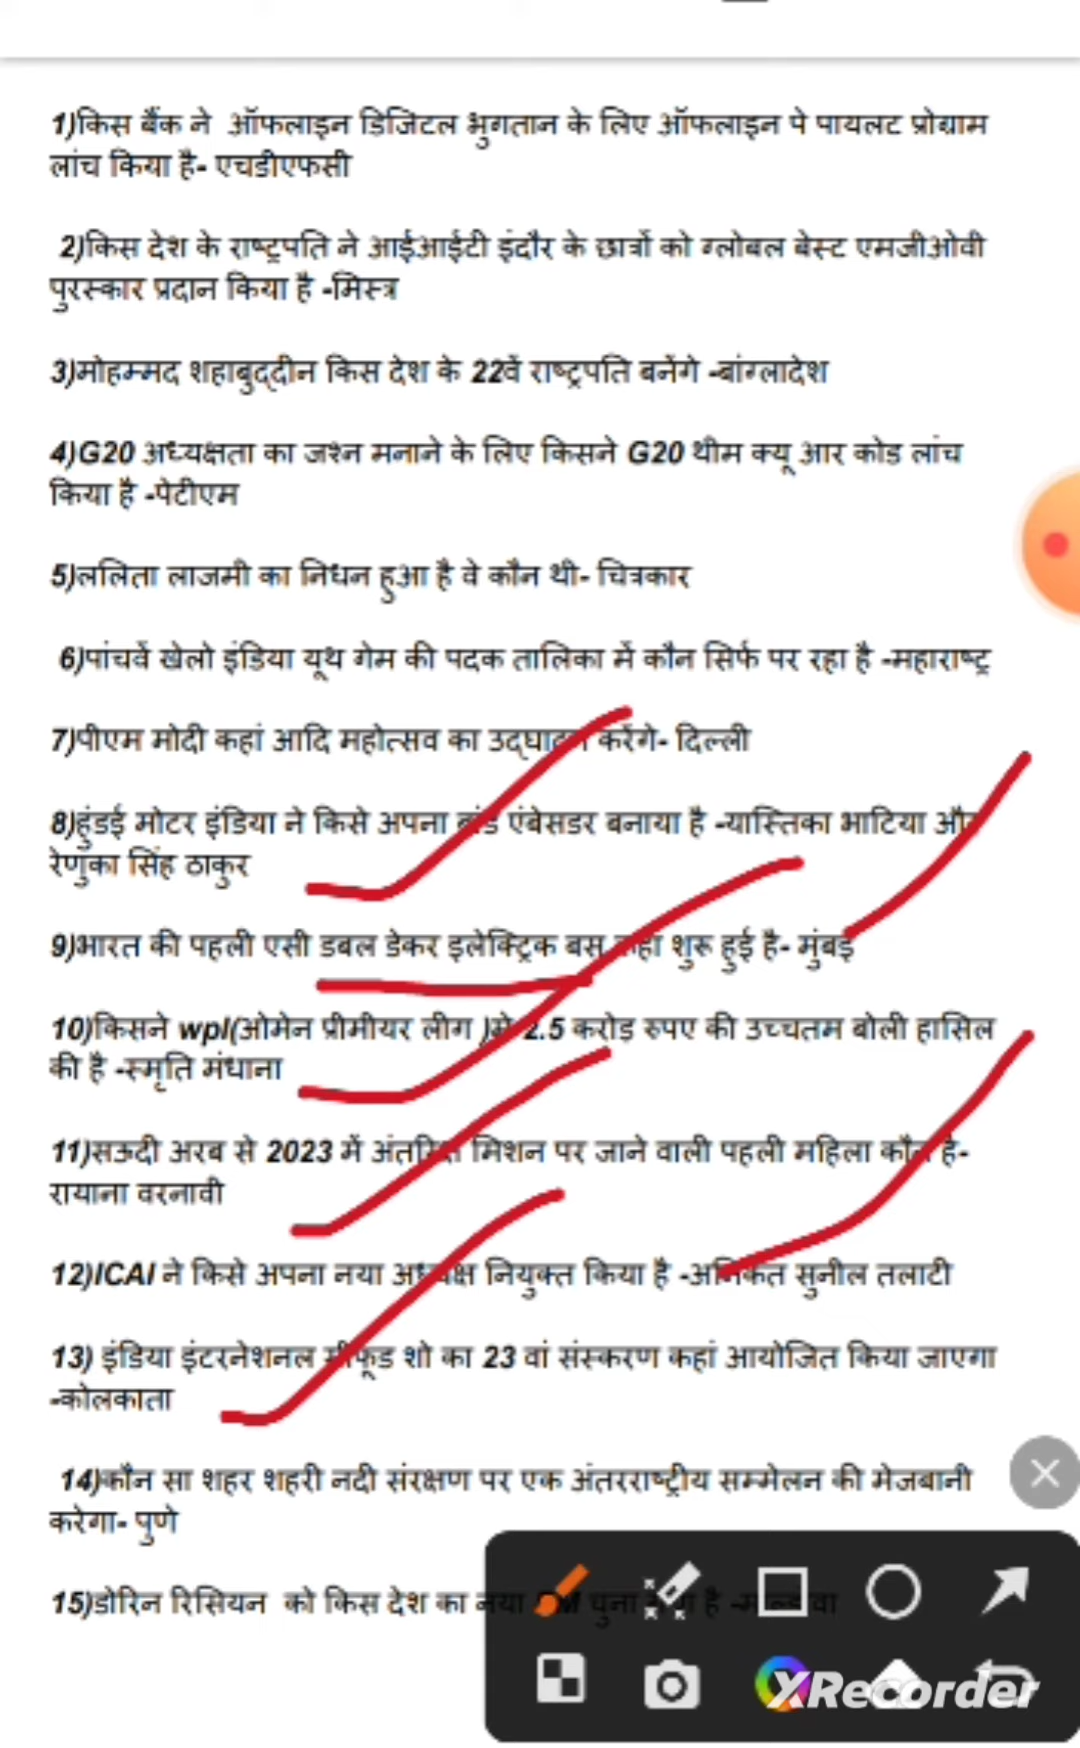 1)किस बैंक ने ऑफलाइन डिजिटल भुगतान के लिए ऑफलाइन पे पायलट प्रोग्राम
लांच किया है- एचडीएफसी
2)किस देश के राष्ट्रपति ने आईआईटी इंदौर के छात्रों को ग्लोबल बेस्ट एमजीओवी
पुरस्कार प्रदान किया है -मिस्त्र
3)मोहम्मद शहाबुद्दीन किस देश के 22वें राष्ट्रपति बनेंगे -बांग्लादेश
4)G20 अध्यक्षता का जश्न मनाने के लिए किसने G20 थीम क्यू आर कोड लांच
किया है -पेटीएम
5)ललिता लाजमी का निधन हुआ है वे कौन थी- चित्रकार
6)पांचवें खेलो इंडिया यूथ गेम की पदक तालिका में कौन सिर्फ पर रहा है -महाराष्ट्र
7)पीएम मोदी कहां आदि महोत्सव का उद्घाटन करेंगे- दिल्ली
8)हुंडई मोटर इंडिया ने किसे अपना ब्रांड एंबेसडर बनाया है -यास्तिका भाटिया और
रेणुका सिंह ठाकुर
9)भारत की पहली एसी डबल डेकर इलेक्ट्रिक बस कहां शुरू हुई है- मुंबई
10)किसने wpl(ओमेन प्रीमीयर लीग )मे 2.5 करोड़ रुपए की उच्चतम बोली हासिल
की है -स्मृति मंधाना
11)सऊदी अरब से 2023 में अंतरिक्ष मिशन पर जाने वाली पहली महिला कौन है-
रायाना वरनावी
12)ICAI ने किसे अपना नया अध्यक्ष नियुक्त किया है -अनिकेत सुनील तलाटी
13) इंडिया इंटरनेशनल सीफूड शो का 23 वां संस्करण कहां आयोजित किया जाएगा
-कोलकाता
14)कौन सा शहर शहरी नदी संरक्षण पर एक अंतरराष्ट्रीय सम्मेलन की मेजबानी
करेगा- पुणे
15)डोरिन रिसियन को किस देश का नया PM चुना है
XRecorder